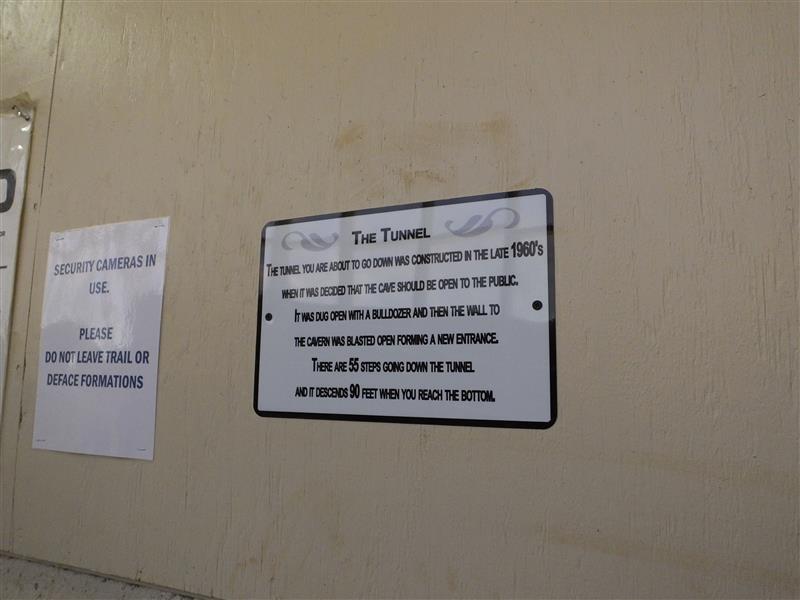 SECURITY CAMERAS IN
USE.
PLEASE
DO NOT LEAVE TRAIL OR
DEFACE FORMATIONS
THE TUNNEL
THE TUNNEL YOU ARE ABOUT TO GO DOWN WAS CONSTRUCTED IN THE LATE 1960'S
WHEN IT WAS DECIDED THAT THE CAVE SHOULD BE OPEN TO THE PUBLIC.
IT WAS DUG OPEN WITH A BULLDOZER AND THEN THE WALL TO
THE CAVERN WAS BLASTED OPEN FORMING A NEW ENTRANCE.
THERE ARE 55 STEPS GOING DOWN THE TUNNEL
AND IT DESCENDS 90 FEET WHEN YOU REACH THE BOTTOM.